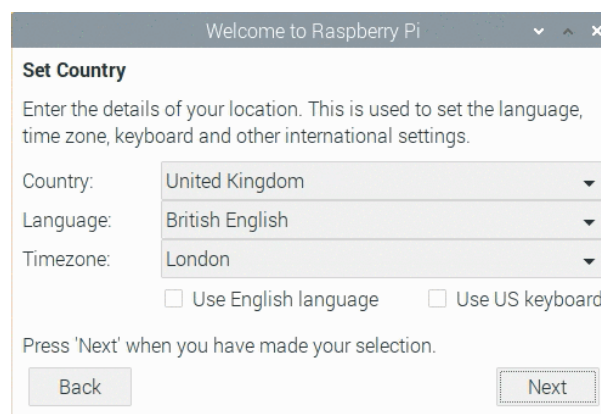 Welcome to Raspberry Pi
Set Country
Enter the details of your location. This is used to set the language,
time zone, keyboard and other international settings.
Country: United Kingdom
Language: British English
Timezone: London
Use English language Use US keyboard
Press 'Next' when you have made your selection.
Back Next